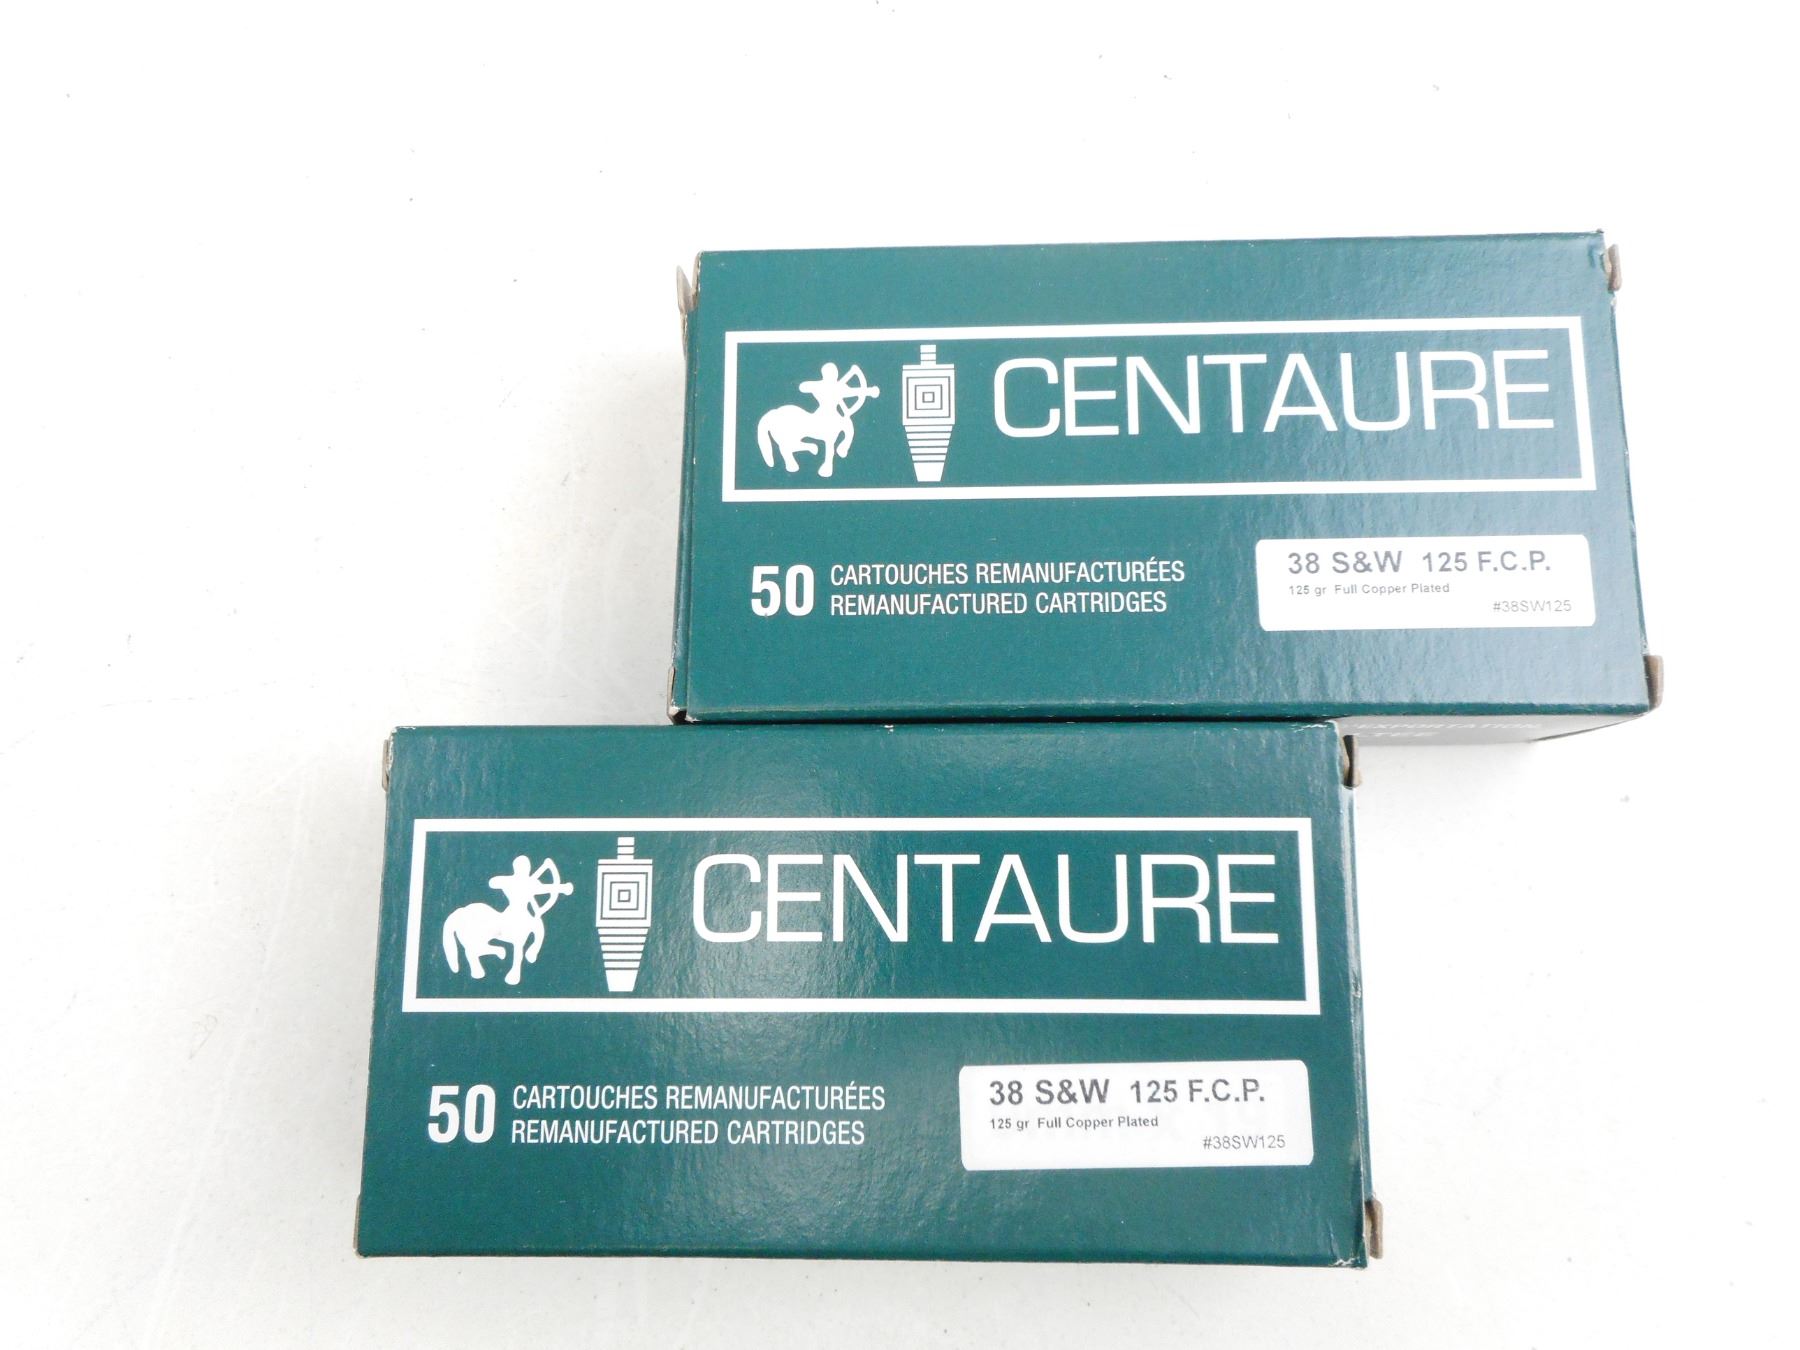 CENTAURE
50 CARTOUCHES REMANUFACTURÉES
REMANUFACTURED CARTRIDGES
38 S&W 125 F.C.P.
125 gr Full Copper Plated
#38SW125
CENTAURE
50 CARTOUCHES REMANUFACTURÉES
REMANUFACTURED CARTRIDGES
38 S&W 125 F.C.P.
125 gr Full Copper Plated
#38SW125